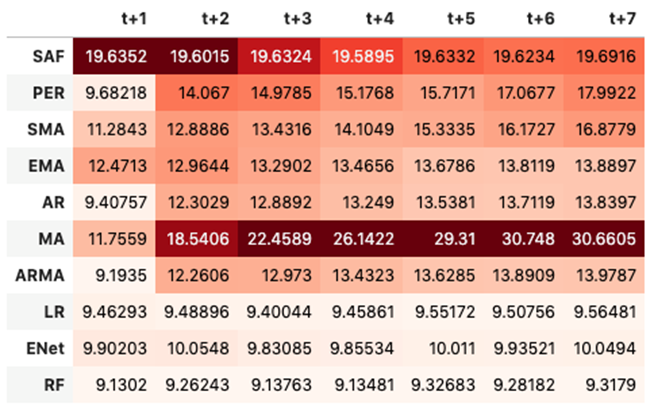 t+1 t+2 t+3 t+4 t+5 t+6 t+7
SAF 19.6352 19.6015 19.6324 19.5895 19.6332 19.6234 19.6916
PER 9.68218 14.067 14.9785 15.1768 15.7171 17.0677 17.9922
SMA 11.2843 12.8886 13.4316 14.1049 15.3335 16.1727 16.8779
EMA 12.4713 12.9644 13.2902 13.4656 13.6786 13.8119 13.8897
AR 9.40757 12.3029 12.8892 13.249 13.5381 13.7119 13.8397
MA 11.7559 18.5406 22.4589 26.1422 29.31 30.748 30.6605
ARMA 9.1935 12.2606 12.973 13.4323 13.6285 13.8909 13.9787
LR 9.46293 9.48896 9.40044 9.45861 9.55172 9.50756 9.56481
ENet 9.90203 10.0548 9.83085 9.85534 10.011 9.93521 10.0494
RF 9.1302 9.26243 9.13763 9.13481 9.32683 9.28182 9.3179